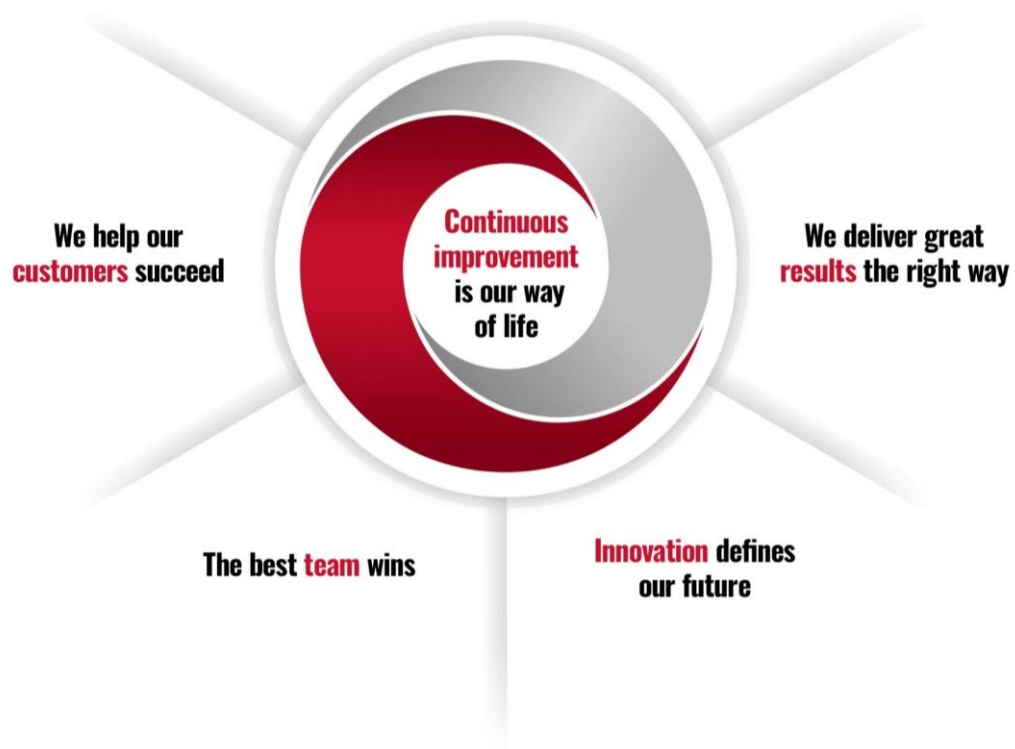 Continuous
improvement
is our way
of life
We help our
customers succeed
We deliver great
results the right way
The best team wins
Innovation defines
our future